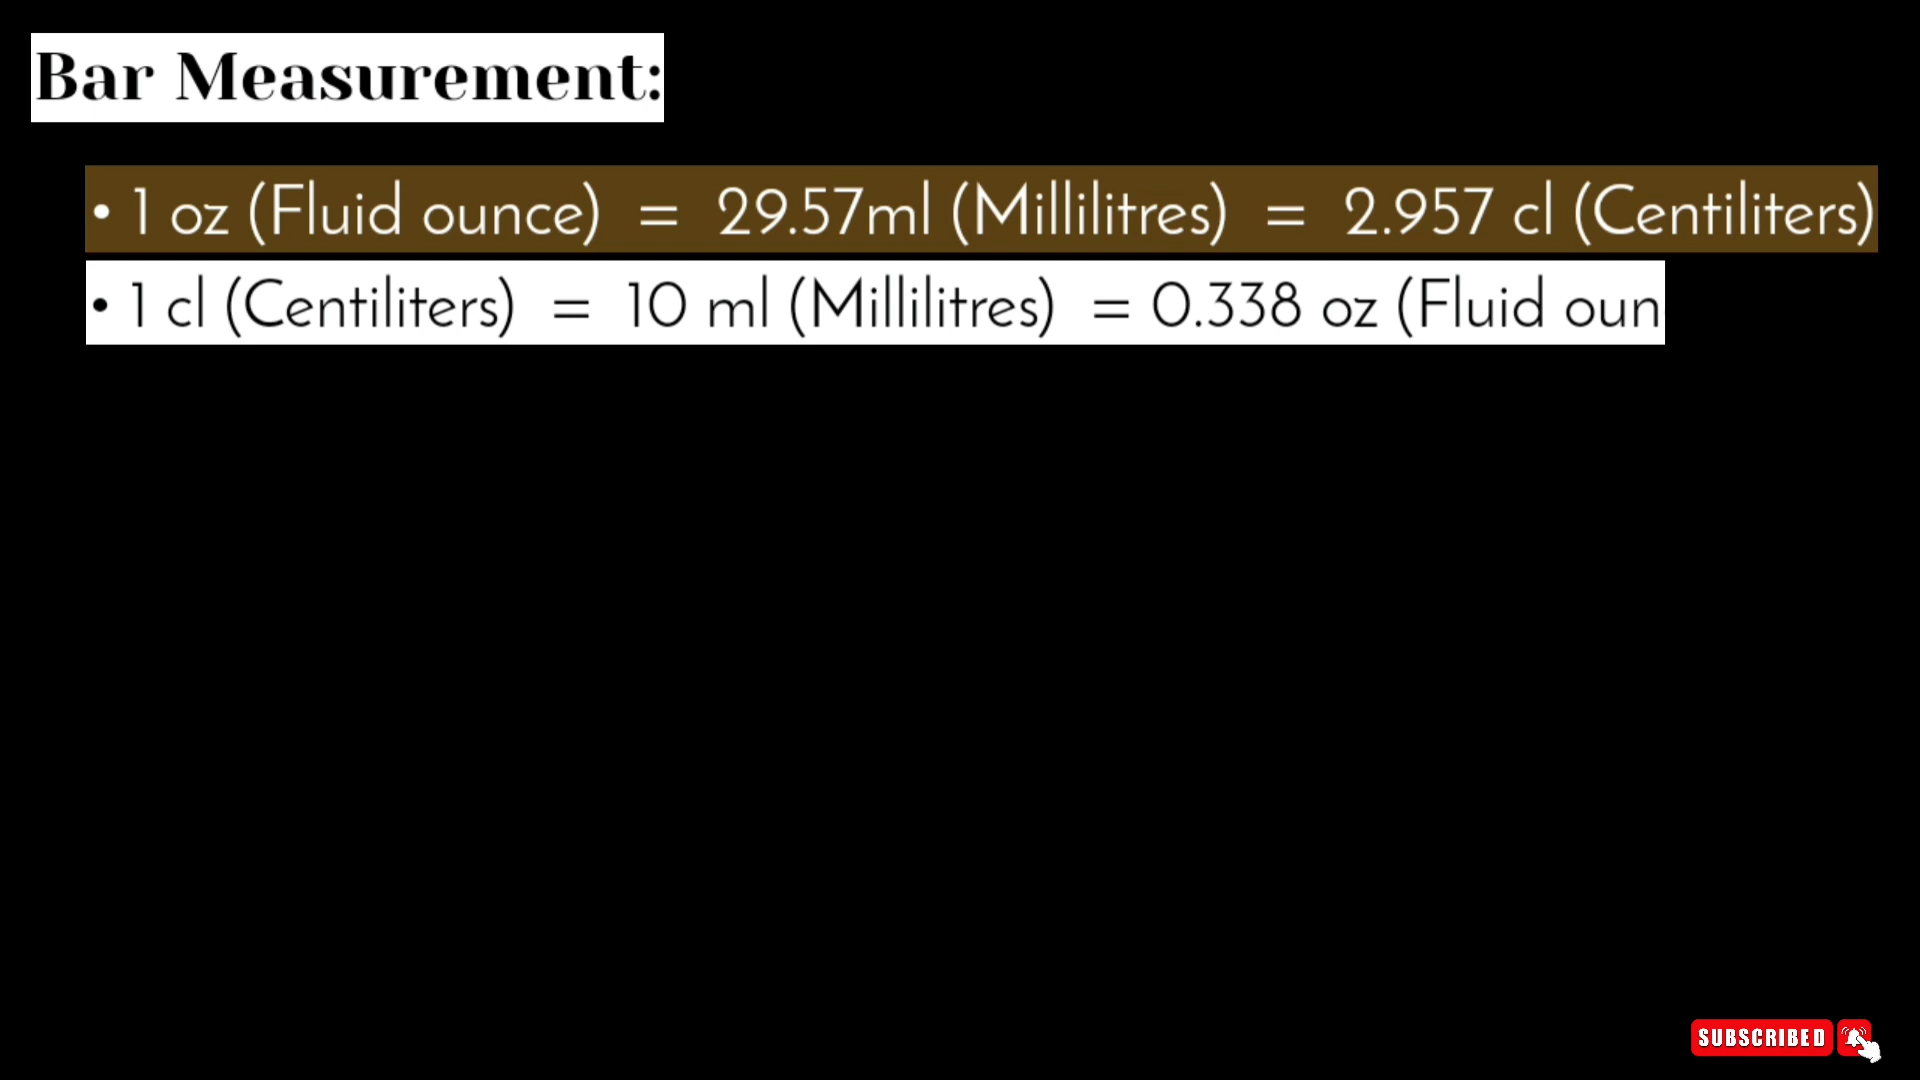 Bar Measurement:
• 1 oz (Fluid ounce) = 29.57ml (Millilitres) = 2.957 cl (Centiliters)
• 1 cl (Centiliters) = 10 ml (Millilitres) = 0.338 oz (Fluid oun
SUBSCRIBED